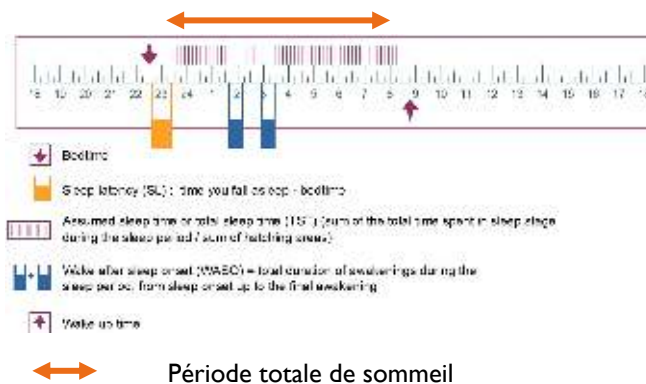 18 19 20 21 22 23 24 1 2 3 4 5 6 7 8 9 10 11 12 13 14 15 16 17 18
Bedtime
Sleep latency (SL) : time you fall asleep - bedtime
Assumed sleep time or total sleep time (TST) (sum of the total time spent in sleep stage
during the sleep period / sum of hatching areas)
Wake after sleep onset (WASO) = total duration of awakenings during the
sleep period, from sleep onset up to the final awakening
Wake up time
Période totale de sommeil